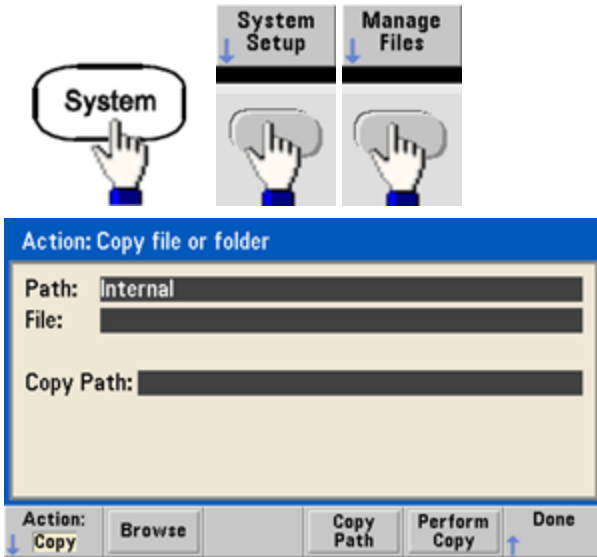 System
Setup
Manage
Files
System
Action: Copy file or folder
Path: Internal
File:
Copy Path:
Action:
Copy
Browse
Copy
Path
Perform
Copy
Done